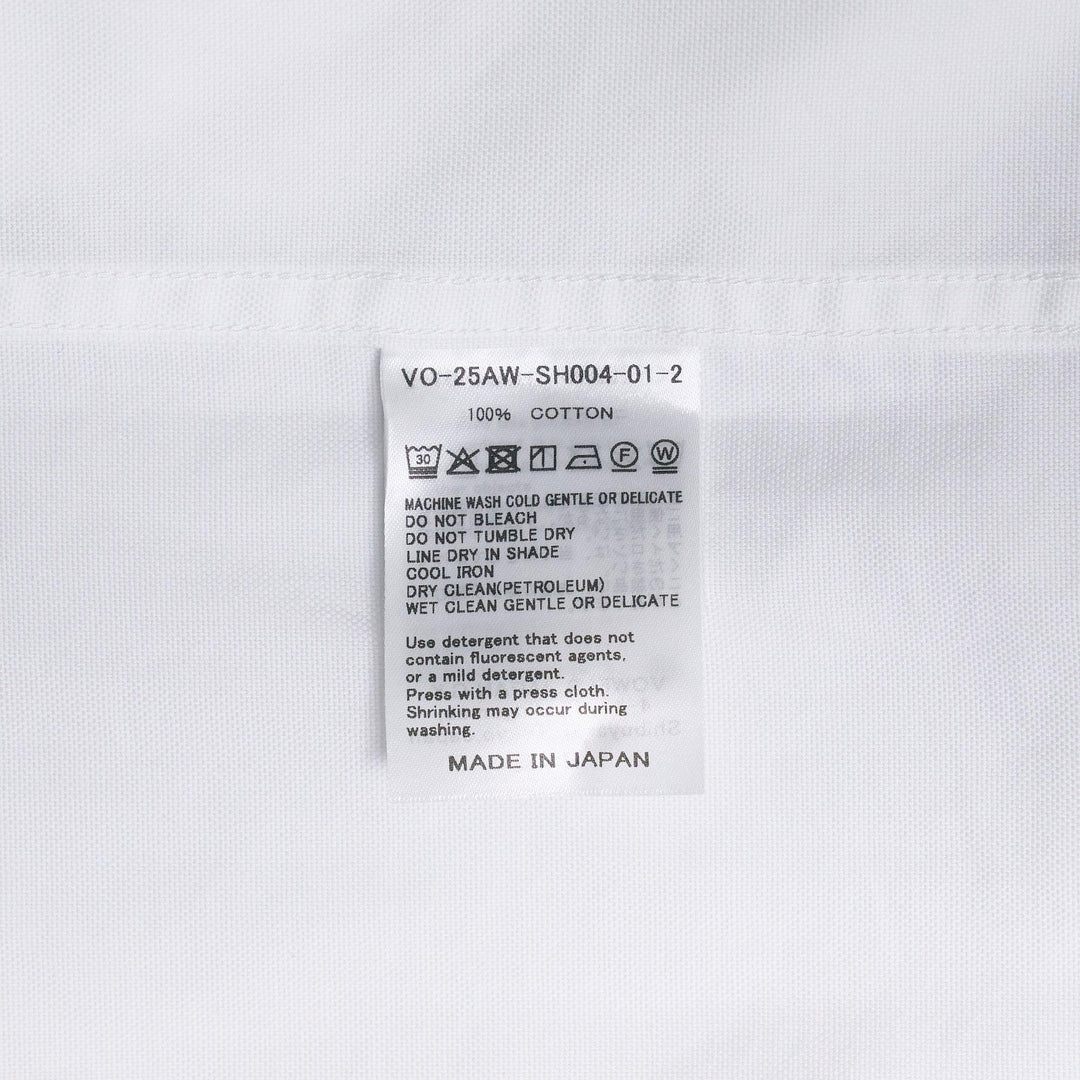 VO-25AW-SH004-01-2
100% COTTON
30 F W
MACHINE WASH COLD GENTLE OR DELICATE
DO NOT BLEACH
DO NOT TUMBLE DRY
LINE DRY IN SHADE
COOL IRON
DRY CLEAN(PETROLEUM)
WET CLEAN GENTLE OR DELICATE
Use detergent that does not
contain fluorescent agents,
or a mild detergent.
Press with a press cloth.
Shrinking may occur during
washing.
MADE IN JAPAN